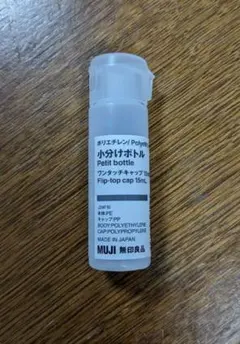 ポリエチレン/
小分けボトル
Petit bottle
ワンタッチキャップ
Flip-top cap 15mL
本体:PE
キャップ:PP
BODY:POLYETHYLENE
CAP:POLYPROPYLENE
MADE IN JAPAN
MUJI 無印良品